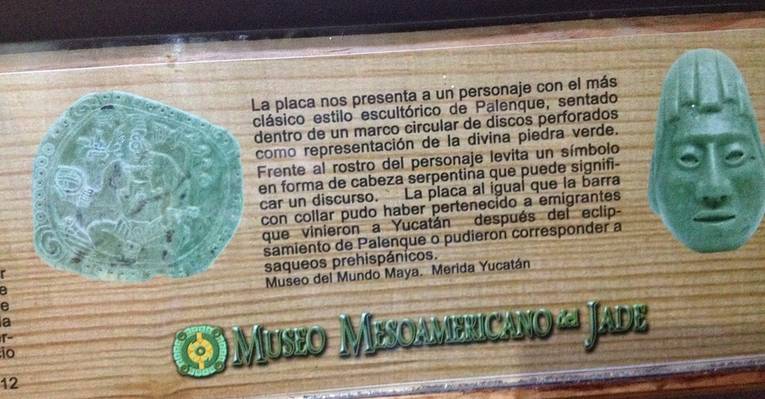 La placa nos presenta a un personaje con el más
clásico estilo escultórico de Palenque, sentado
dentro de un marco circular de discos perforados
como representación de la divina piedra verde.
Frente al rostro del personaje levita un símbolo
en forma de cabeza serpentina que puede signifi-
car un discurso. La placa al igual que la barra
con collar pudo haber pertenecido a emigrantes
que vinieron a Yucatán después del eclip-
samiento de Palenque o pudieron corresponder a
saqueos prehispánicos.
Museo del Mundo Maya. Merida Yucatán
MUSEO MESOAMERICANO del JADE
r
e
e
la
r-
cio
12